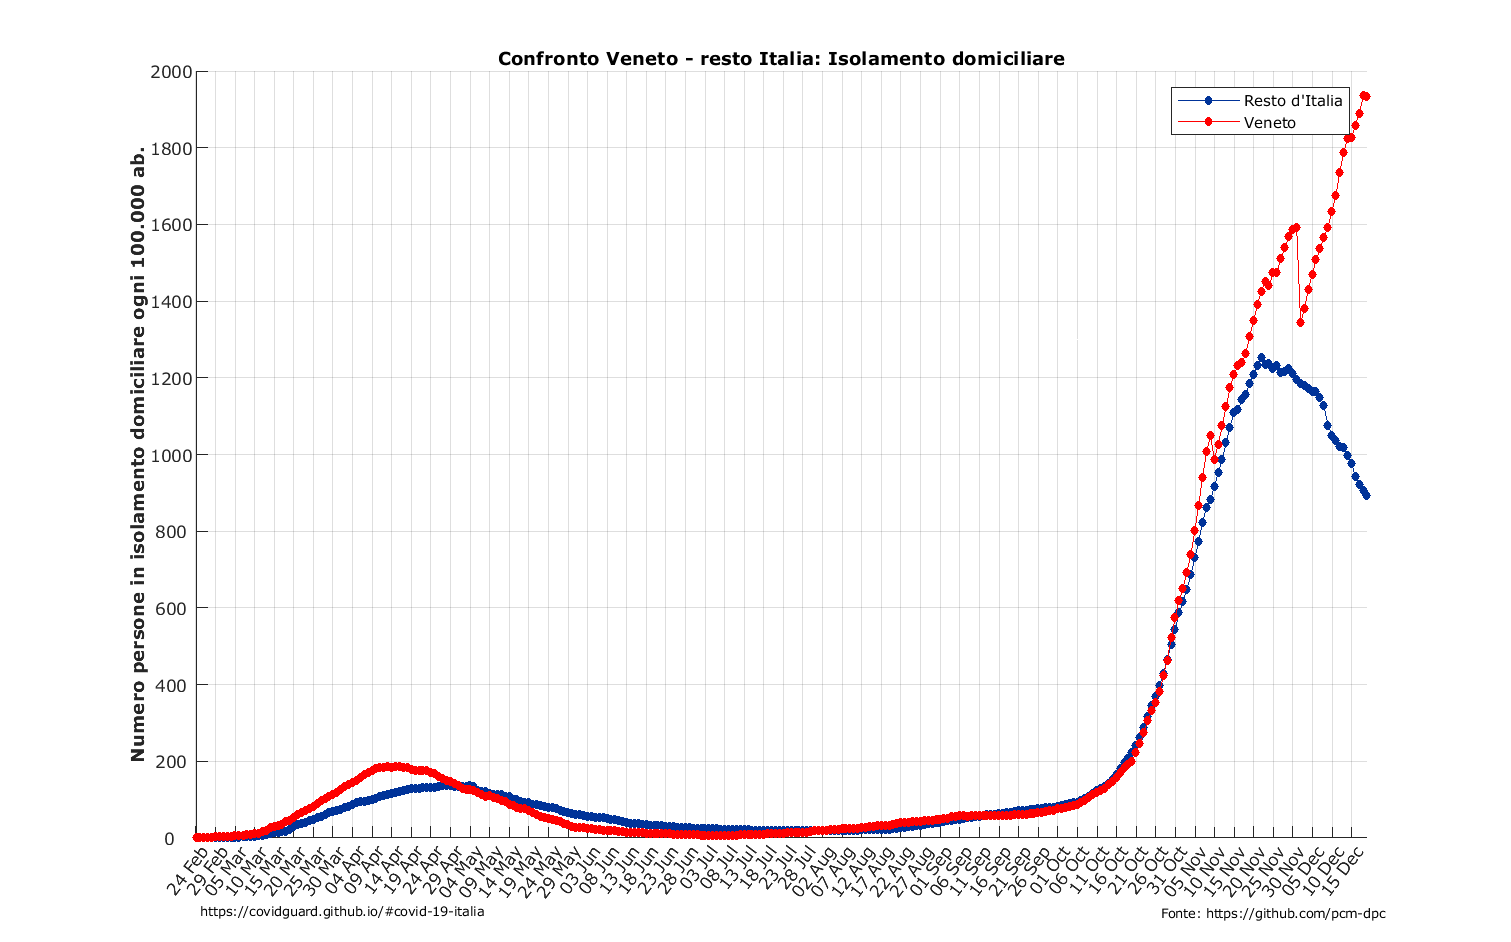 Confronto Veneto - resto Italia: Isolamento domiciliare
Numero persone in isolamento domiciliare ogni 100.000 ab.
2000
1800
1600
1400
1200
1000
800
600
400
200
0
Resto d'Italia
Veneto
24 Feb
29 Feb
05 Mar
10 Mar
15 Mar
20 Mar
25 Mar
30 Mar
04 Apr
09 Apr
14 Apr
19 Apr
24 Apr
29 Apr
04 May
09 May
14 May
19 May
24 May
29 May
03 Jun
08 Jun
13 Jun
18 Jun
23 Jun
28 Jun
03 Jul
08 Jul
13 Jul
18 Jul
23 Jul
28 Jul
02 Aug
07 Aug
12 Aug
17 Aug
22 Aug
27 Aug
01 Sep
06 Sep
11 Sep
16 Sep
21 Sep
26 Sep
01 Oct
06 Oct
11 Oct
16 Oct
21 Oct
26 Oct
31 Oct
05 Nov
10 Nov
15 Nov
20 Nov
25 Nov
30 Nov
05 Dec
10 Dec
15 Dec
https://covidguard.github.io/#covid-19-italia
Fonte: https://github.com/pcm-dpc